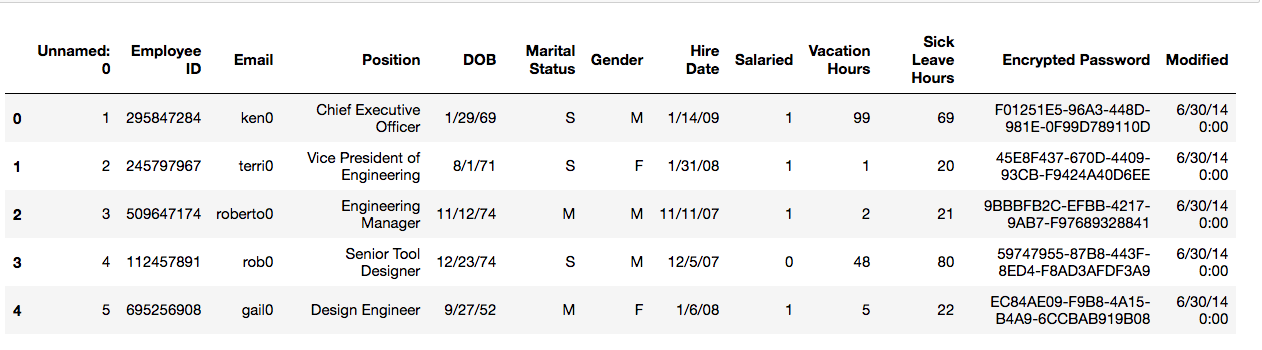 Unnamed: 0 Employee ID Email Position DOB Marital Status Gender Hire Date Salaried Vacation Hours Sick Leave Hours Encrypted Password Modified
0 1 295847284 ken0 Chief Executive Officer 1/29/69 S M 1/14/09 1 99 69 F01251E5-96A3-448D-981E-0F99D789110D 6/30/14 0:00
1 2 245797967 terri0 Vice President of Engineering 8/1/71 S F 1/31/08 1 1 20 45E8F437-670D-4409-93CB-F9424A40D6EE 6/30/14 0:00
2 3 509647174 roberto0 Engineering Manager 11/12/74 M M 11/11/07 1 2 21 9BBBFB2C-EFBB-4217-9AB7-F97689328841 6/30/14 0:00
3 4 112457891 rob0 Senior Tool Designer 12/23/74 S M 12/5/07 0 48 80 59747955-87B8-443F-8ED4-F8AD3AFDF3A9 6/30/14 0:00
4 5 695256908 gail0 Design Engineer 9/27/52 M F 1/6/08 1 5 22 EC84AE09-F9B8-4A15-B4A9-6CCBAB919B08 6/30/14 0:00